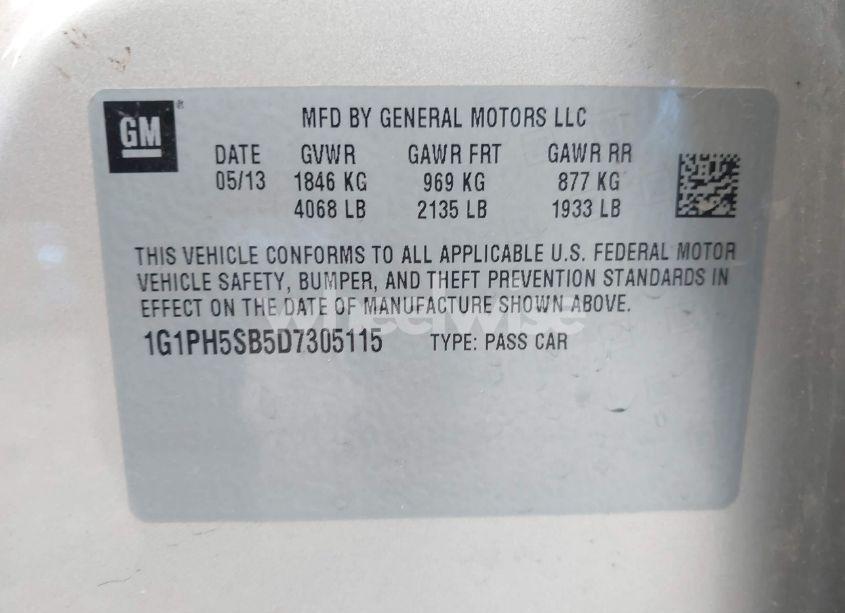 GM®
MFD BY GENERAL MOTORS LLC
DATE GVWR GAWR FRT GAWR RR
05/13 1846 KG 969 KG 877 KG
4068 LB 2135 LB 1933 LB
THIS VEHICLE CONFORMS TO ALL APPLICABLE U.S. FEDERAL MOTOR
VEHICLE SAFETY, BUMPER, AND THEFT PREVENTION STANDARDS IN
EFFECT ON THE DATE OF MANUFACTURE SHOWN ABOVE.
wheelwise
1G1PH5SB5D7305115 TYPE: PASS CAR